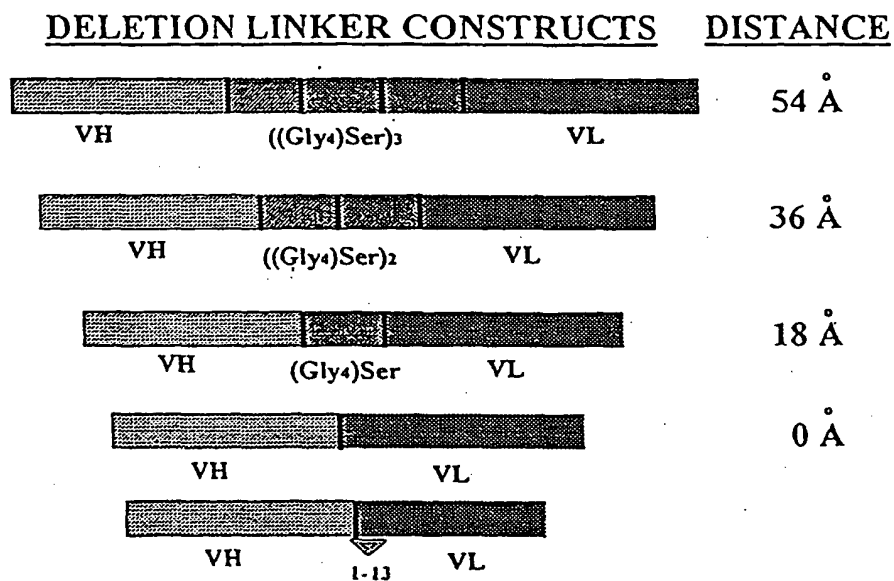 DELETION LINKER CONSTRUCTS DISTANCE
54 Å
VH ((Gly4)Ser)3 VL
36 Å
VH ((Gly4)Ser)2 VL
18 Å
VH (Gly4)Ser VL
0 Å
VH VL
VH VL
1-13